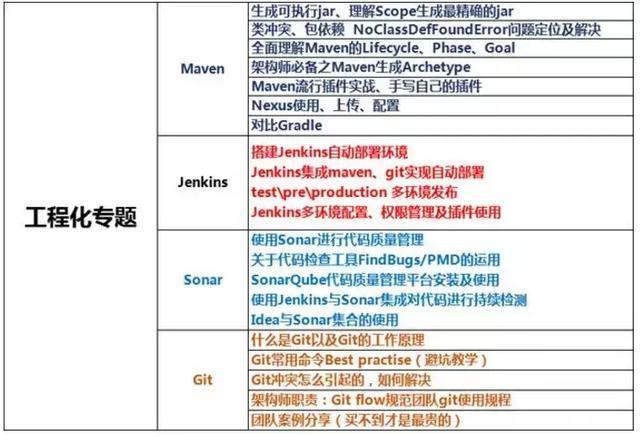 工程化专题
Maven
生成可执行jar、理解Scope生成最精确的jar
类冲突、包依赖 NoClassDefFoundError问题定位及解决
全面理解Maven的Lifecycle、Phase、Goal
架构师必备之Maven生成Archetype
Maven流行插件实战、手写自己的插件
Nexus使用、上传、配置
对比Gradle
Jenkins
搭建Jenkins自动部署环境
Jenkins集成maven、git实现自动部署
test\pre\production 多环境发布
Jenkins多环境配置、权限管理及插件使用
Sonar
使用Sonar进行代码质量管理
关于代码检查工具FindBugs/PMD的运用
SonarQube代码质量管理平台安装及使用
使用Jenkins与Sonar集成对代码进行持续检测
Idea与Sonar集合的使用
Git
什么是Git以及Git的工作原理
Git常用命令Best practise（避坑教学）
Git冲突怎么引起的，如何解决
架构师职责：Git flow规范团队git使用规程
团队案例分享（买不到才是最贵的）